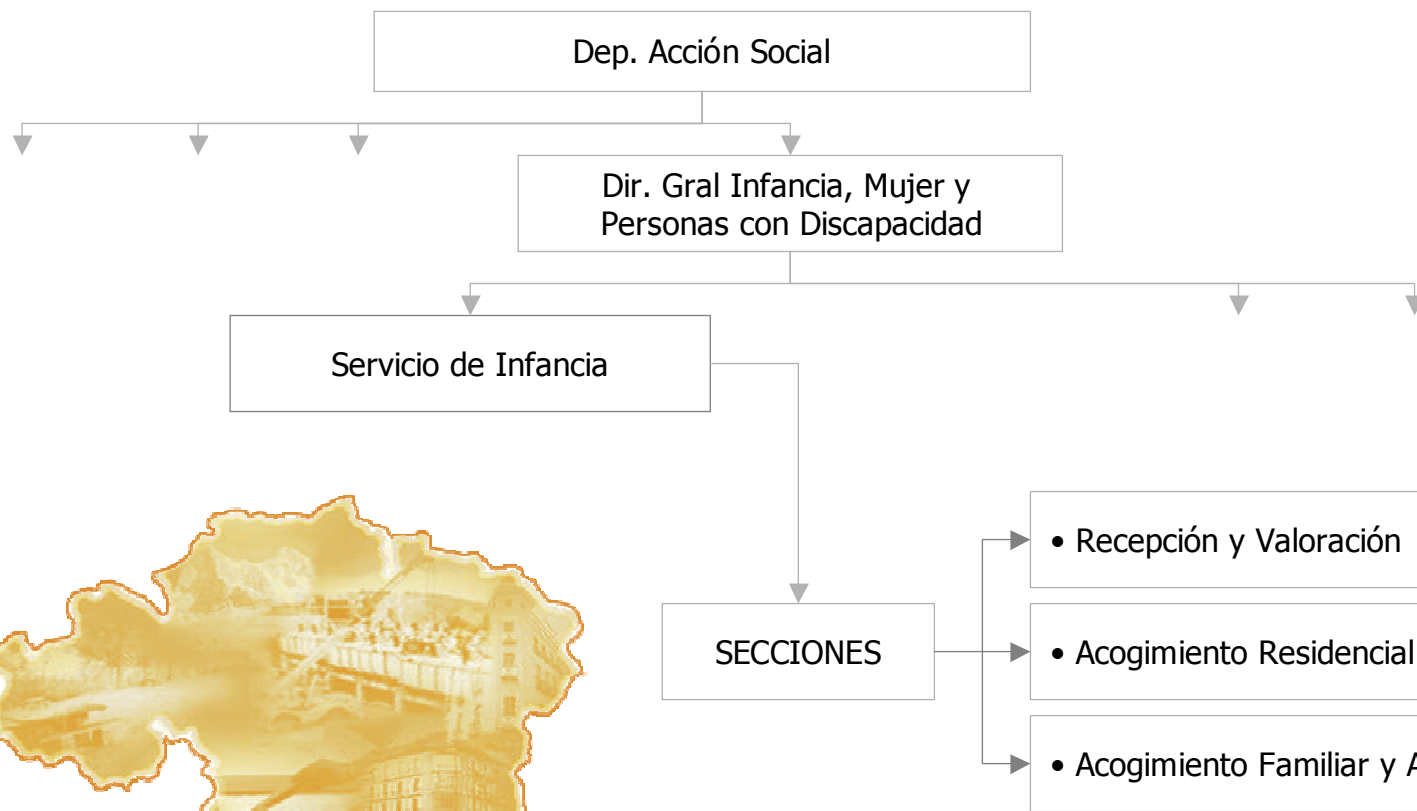 Dep. Acción Social
Dir. Gral Infancia, Mujer y
Personas con Discapacidad
Servicio de Infancia
• Recepción y Valoración
SECCIONES
• Acogimiento Residencial
• Acogimiento Familiar y